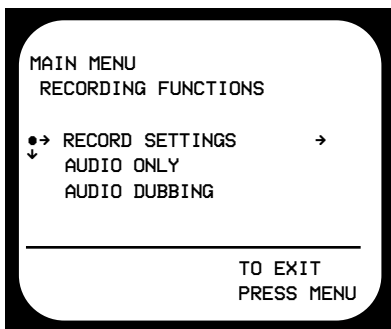 MAIN MENU
RECORDING FUNCTIONS
●→ RECORD SETTINGS →
↓
AUDIO ONLY
AUDIO DUBBING
TO EXIT
PRESS MENU